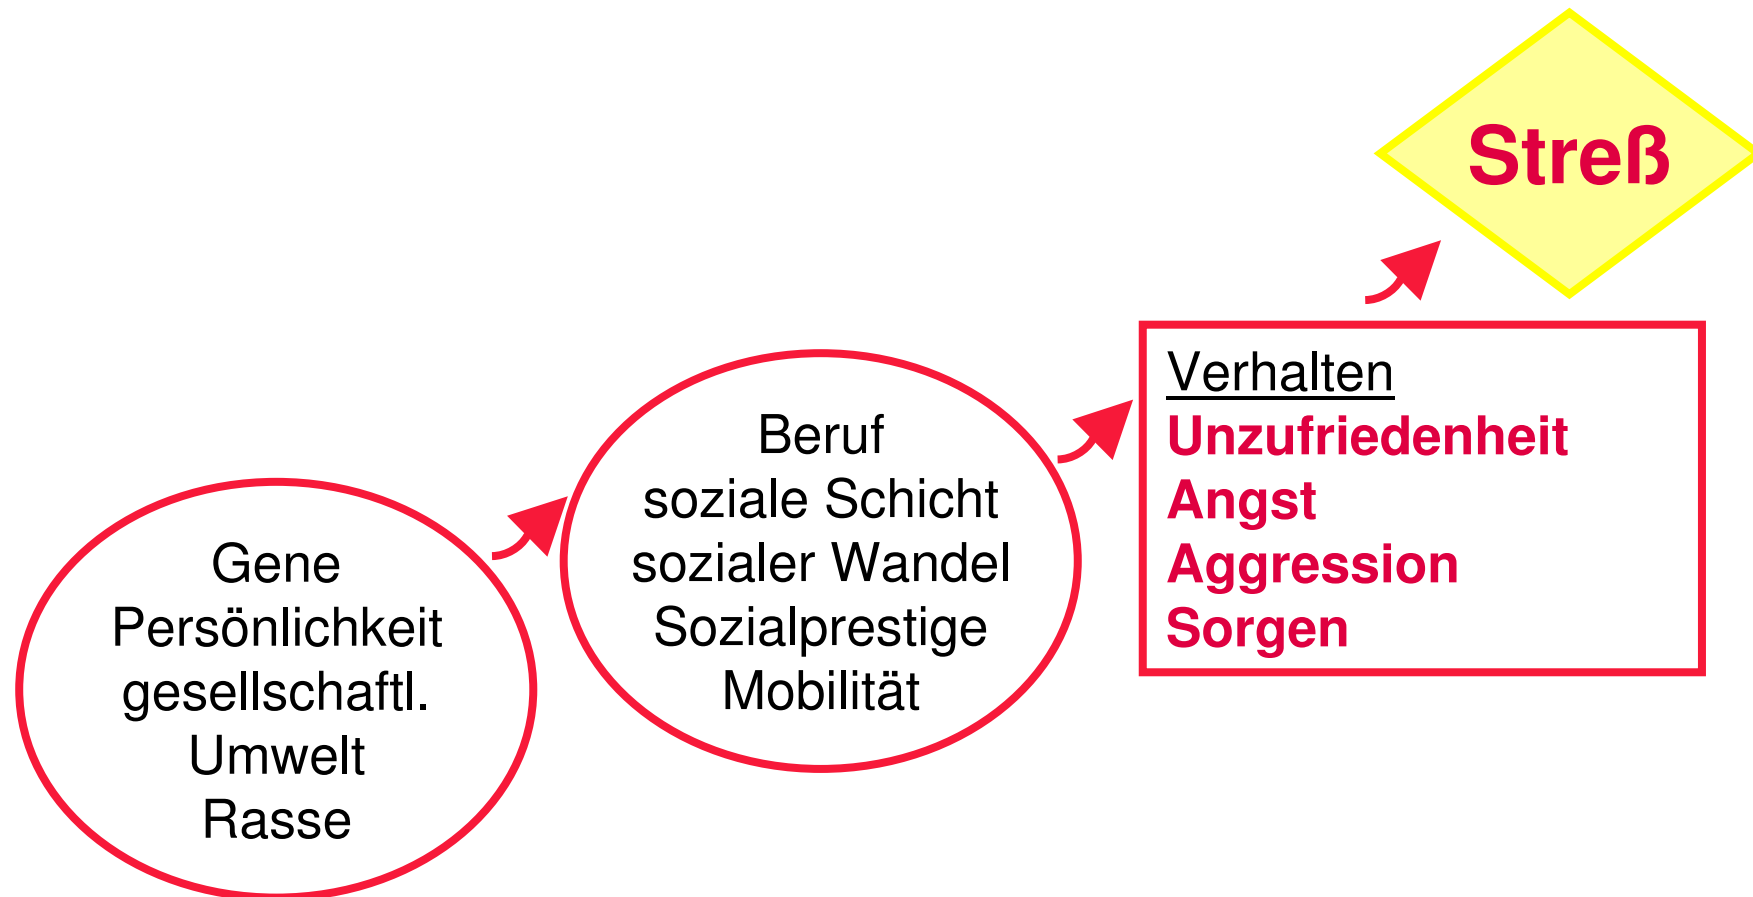 Streß
Verhalten
Unzufriedenheit
Angst
Aggression
Sorgen
Beruf
soziale Schicht
sozialer Wandel
Sozialprestige
Mobilität
Gene
Persönlichkeit
gesellschaftl.
Umwelt
Rasse